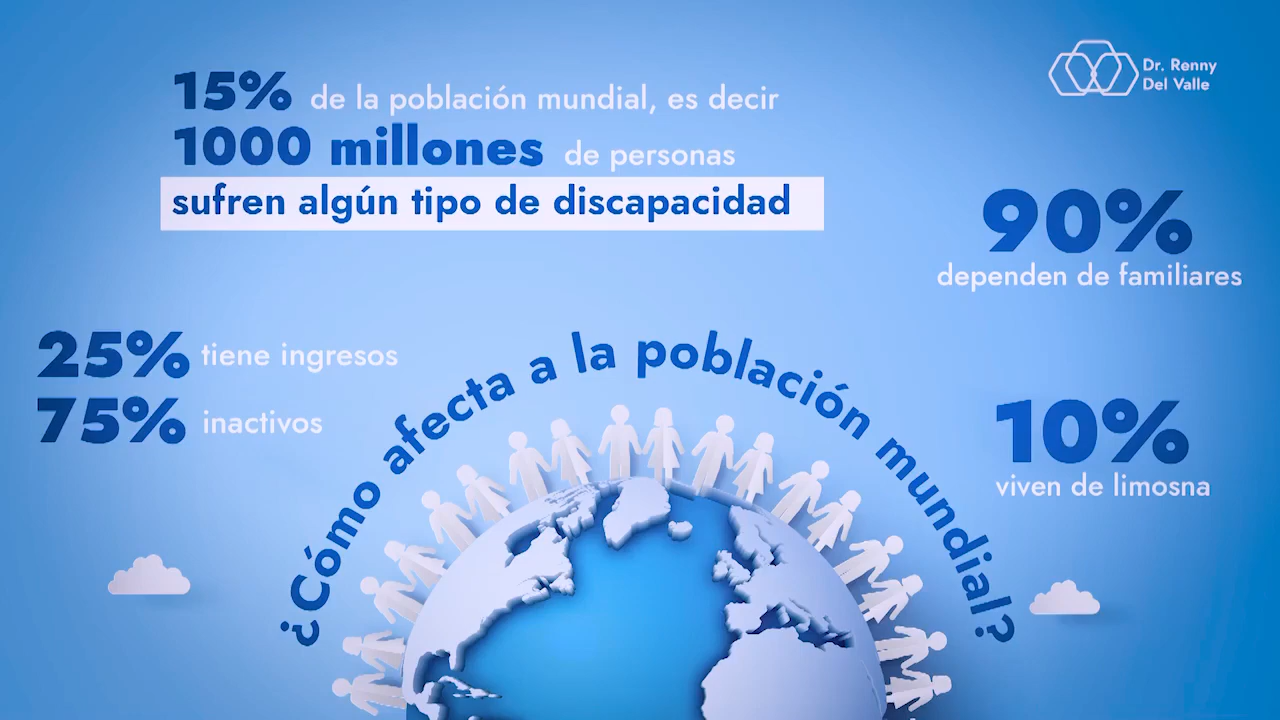 15% de la población mundial, es decir
1000 millones de personas
sufren algún tipo de discapacidad
Dr. Renny
Del Valle
90%
dependen de familiares
25% tiene ingresos
75% inactivos
10%
viven de limosna
¿Cómo afecta a la población mundial?